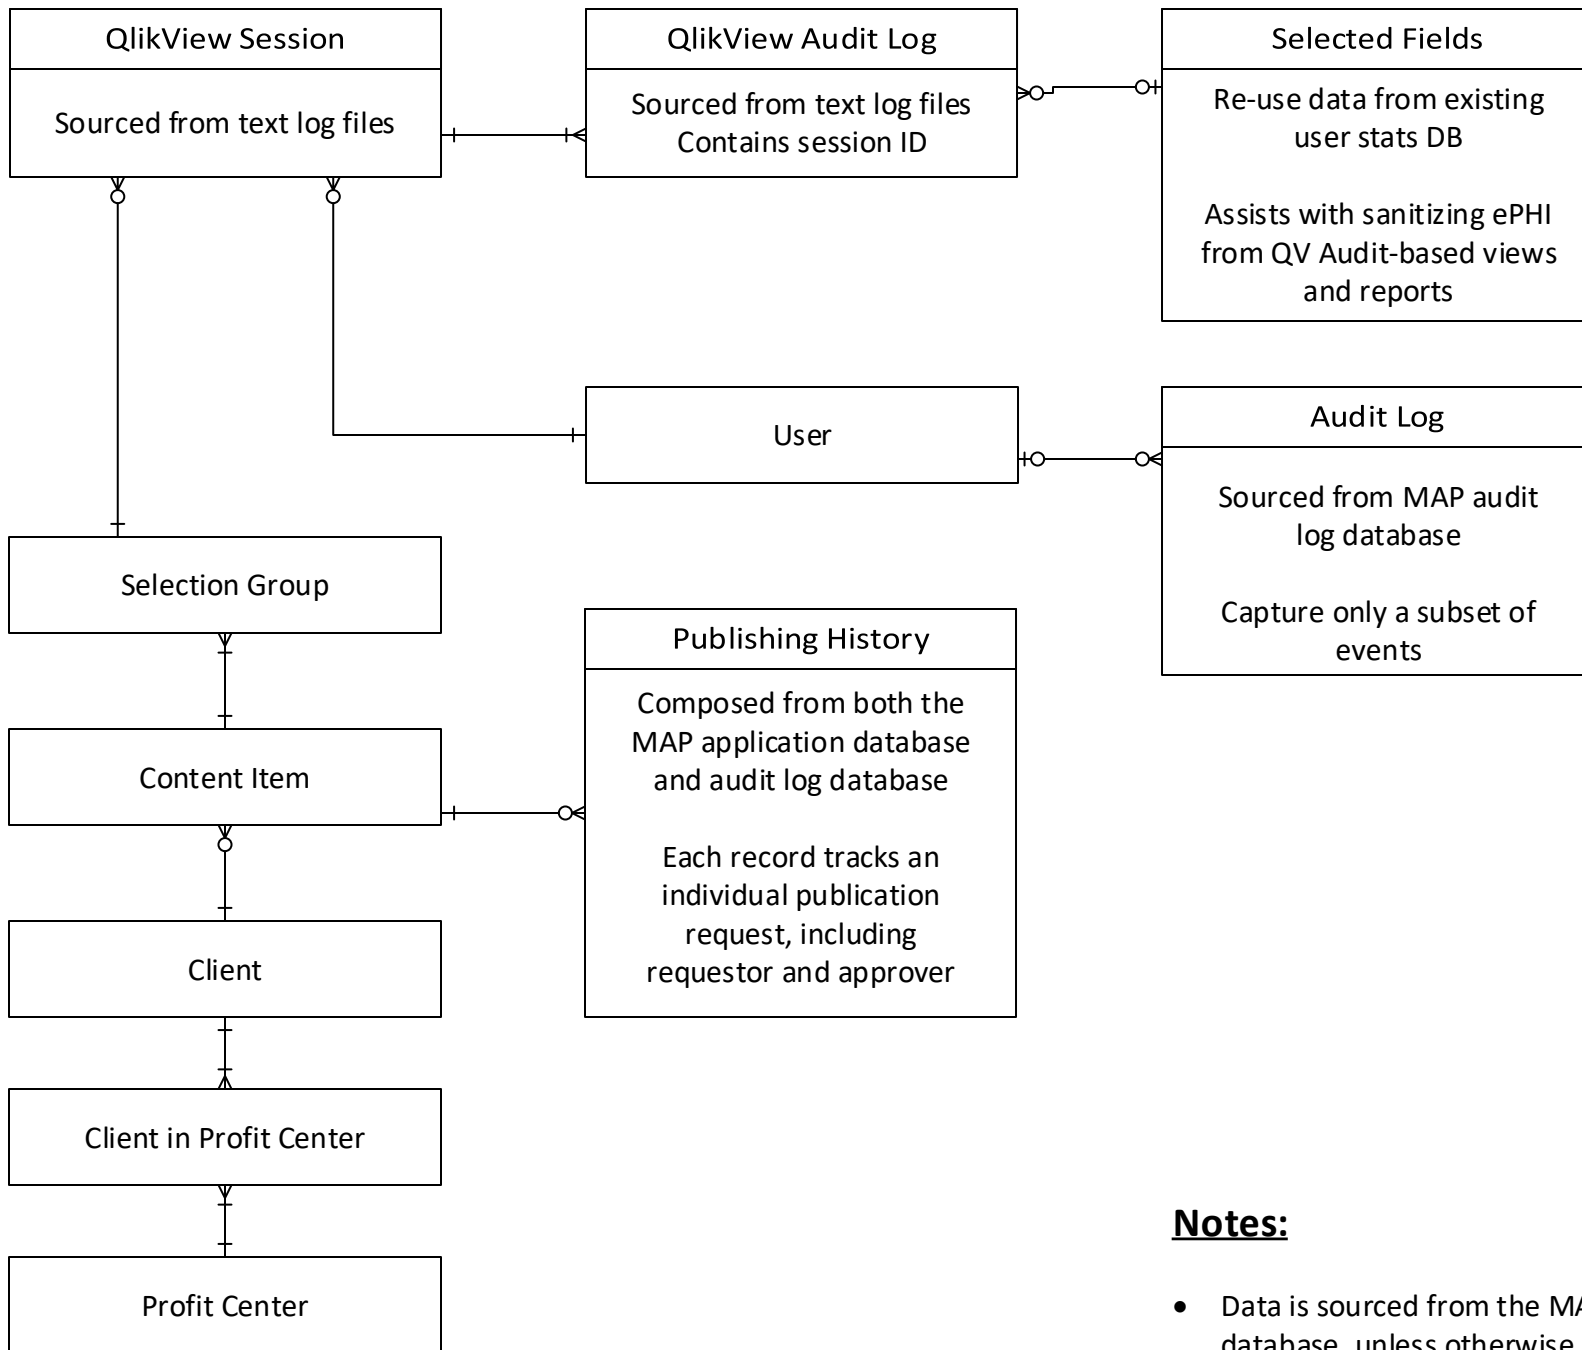 QlikView Session
Sourced from text log files
QlikView Audit Log
Sourced from text log files
Contains session ID
Selected Fields
Re-use data from existing
user stats DB
Assists with sanitizing ePHI
from QV Audit-based views
and reports
User
Audit Log
Sourced from MAP audit
log database
Capture only a subset of
events
Selection Group
Publishing History
Composed from both the
MAP application database
and audit log database
Each record tracks an
individual publication
request, including
requestor and approver
Content Item
Client
Client in Profit Center
Profit Center
Notes:
• Data is sourced from the
database, unless otherwise